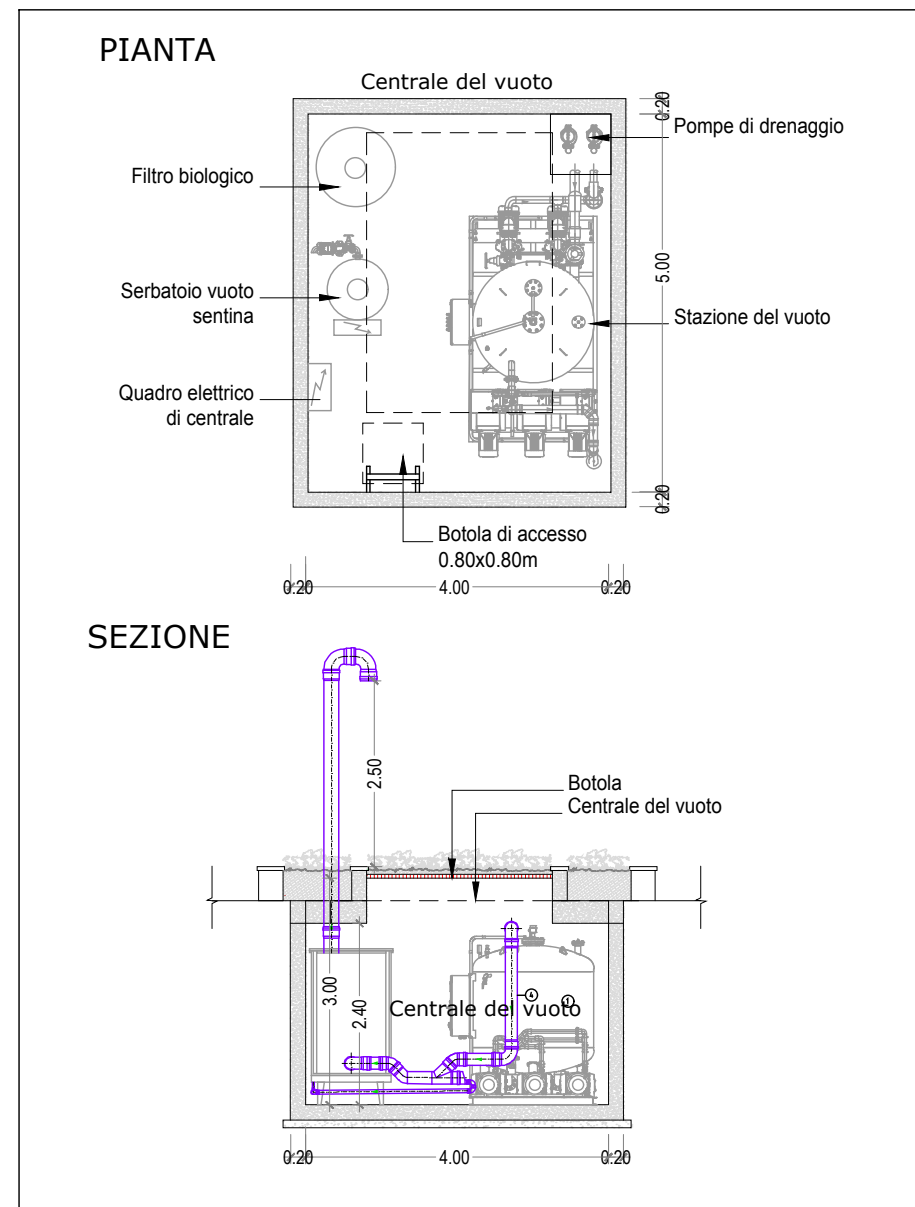 PIANTA
Centrale del vuoto
0.20
Pompe di drenaggio
Filtro biologico
5.00
Serbatoio vuoto
sentina
Stazione del vuoto
Quadro elettrico
di centrale
0.20
Botola di accesso
0.80x0.80m
0.20
4.00
0.20
SEZIONE
2.50
Botola
Centrale del vuoto
3.00
2.40
4
1
Centrale del vuoto
0.20
4.00
0.20